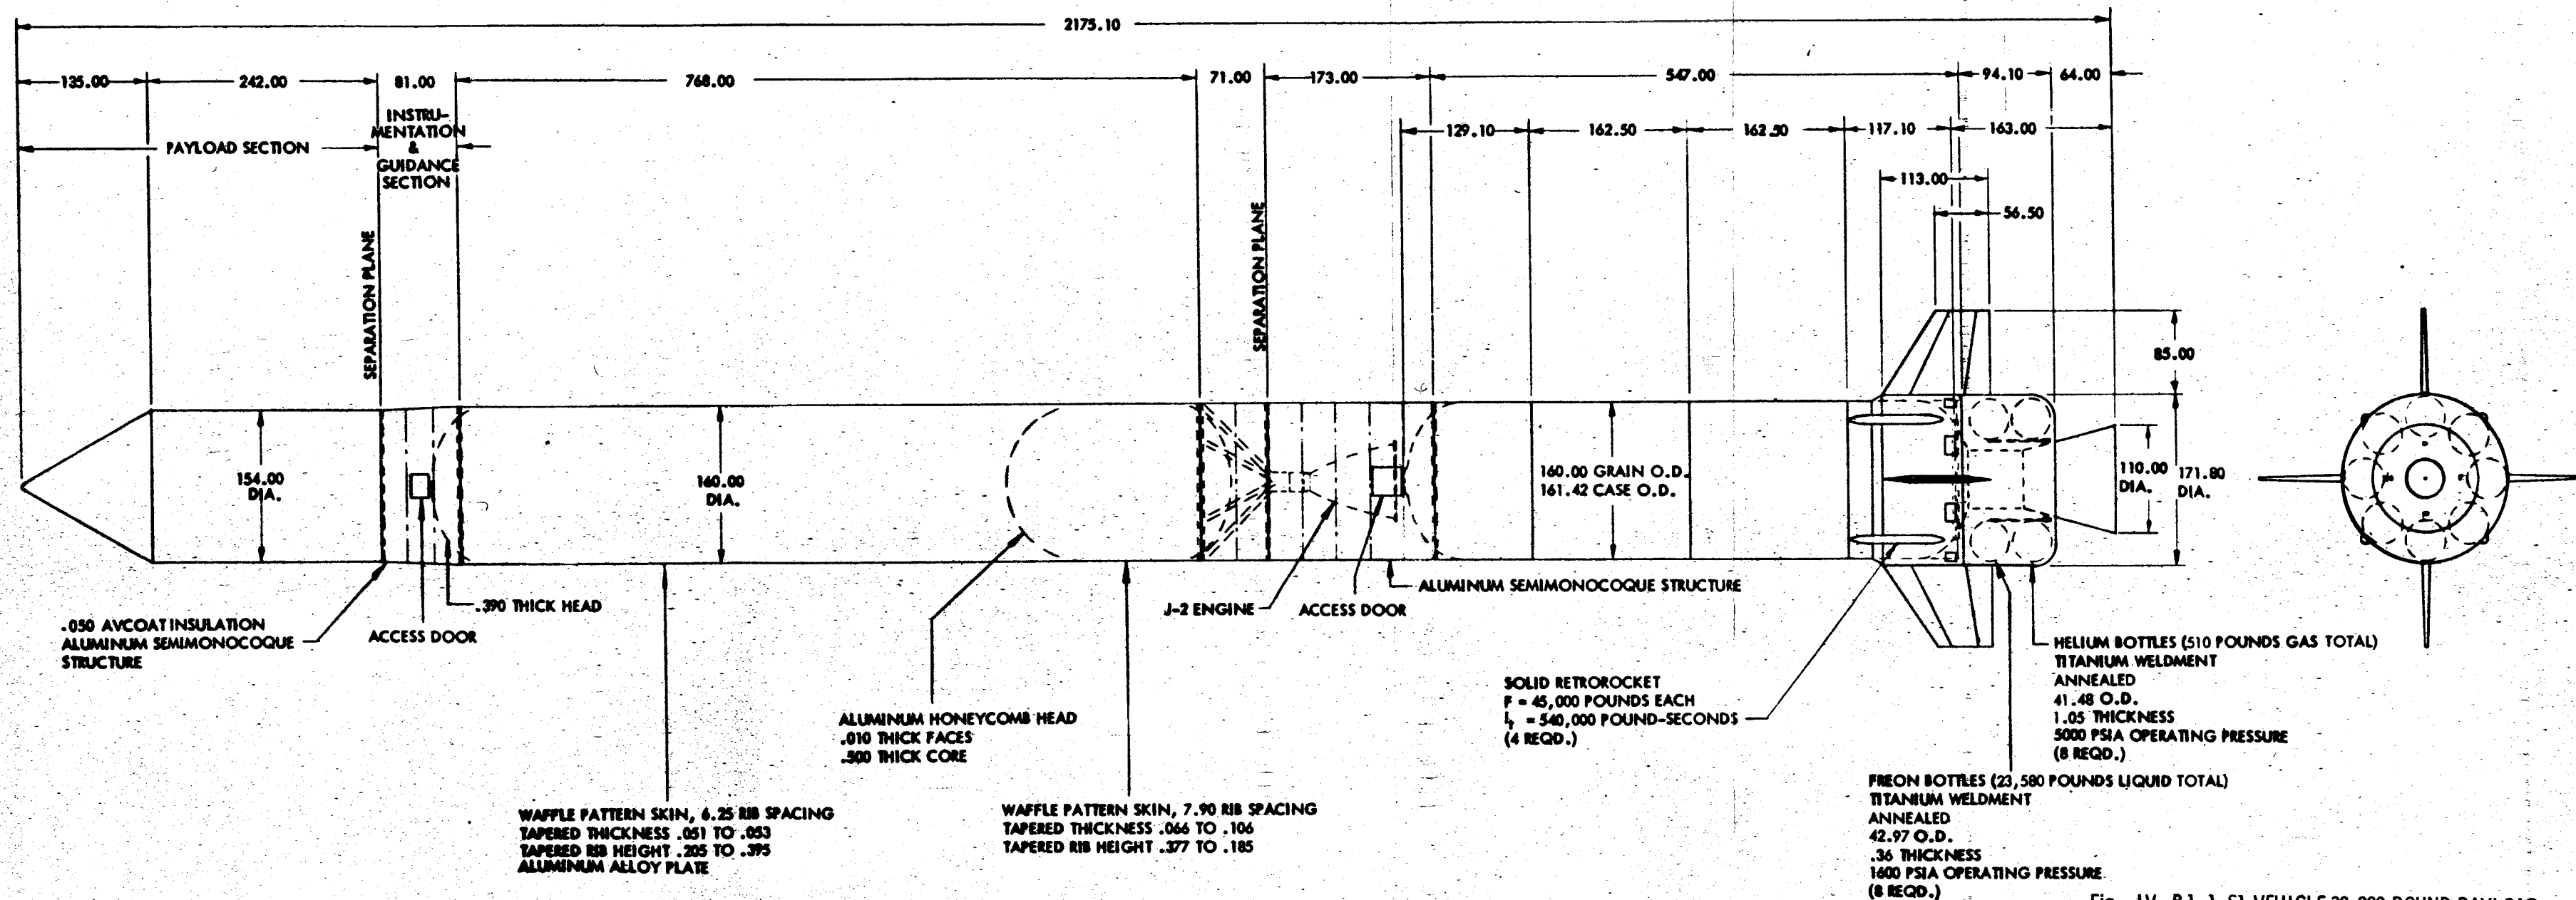 2175.10
135.00
242.00
81.00
768.00
71.00
173.00
547.00
94.10
64.00
INSTRU-
MENTATION
&
GUIDANCE
SECTION
PAYLOAD SECTION
129.10
162.50
162.50
117.10
163.00
113.00
56.50
SEPARATION PLANE
SEPARATION PLANE
85.00
154.00
DIA.
160.00
DIA.
160.00 GRAIN O.D.
161.42 CASE O.D.
110.00
DIA.
171.80
DIA.
.050 AVCOAT INSULATION
ALUMINUM SEMIMONOCOQUE
STRUCTURE
ACCESS DOOR
.390 THICK HEAD
J-2 ENGINE
ACCESS DOOR
ALUMINUM SEMIMONOCOQUE STRUCTURE
ALUMINUM HONEYCOMB HEAD
.010 THICK FACES
.500 THICK CORE
SOLID RETROROCKET
F = 45,000 POUNDS EACH
It = 540,000 POUND-SECONDS
(4 REQD.)
HELIUM BOTTLES (510 POUNDS GAS TOTAL)
TITANIUM WELDMENT
ANNEALED
41.48 O.D.
1.05 THICKNESS
5000 PSIA OPERATING PRESSURE
(8 REQD.)
WAFFLE PATTERN SKIN, 6.25 RIB SPACING
TAPERED THICKNESS .051 TO .053
TAPERED RIB HEIGHT .205 TO .395
ALUMINUM ALLOY PLATE
WAFFLE PATTERN SKIN, 7.90 RIB SPACING
TAPERED THICKNESS .066 TO .106
TAPERED RIB HEIGHT .377 TO .185
FREON BOTTLES (23,580 POUNDS LIQUID TOTAL)
TITANIUM WELDMENT
ANNEALED
42.97 O.D.
.36 THICKNESS
1600 PSIA OPERATING PRESSURE
(8 REQD.)
VEHICLE POUND PAYLOAD